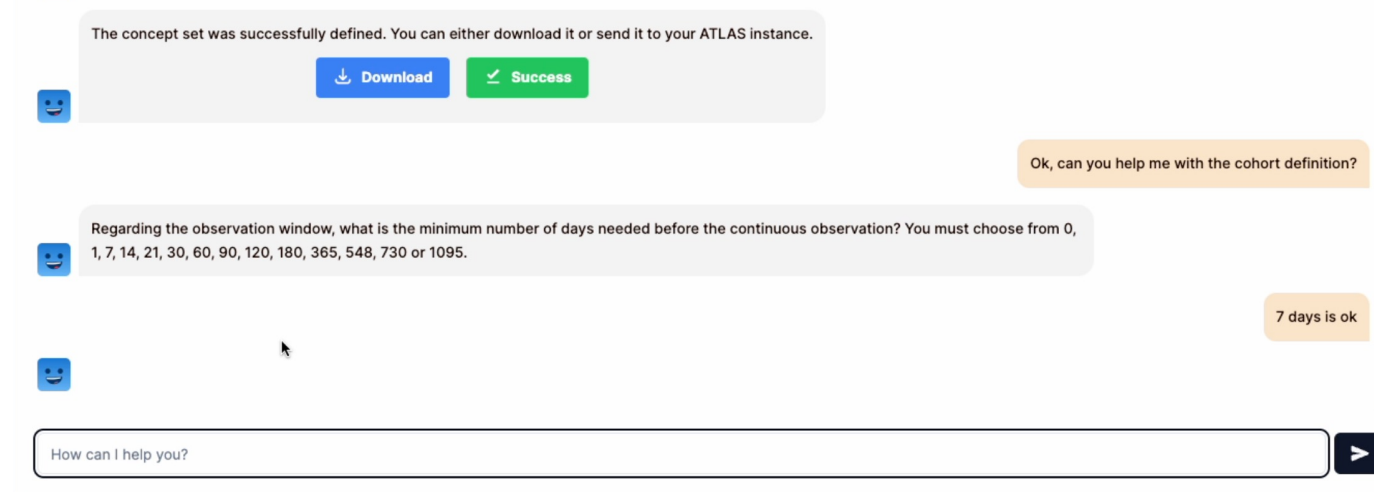 The concept set was successfully defined. You can either download it or send it to your ATLAS instance.
Download
Success
Ok, can you help me with the cohort definition?
Regarding the observation window, what is the minimum number of days needed before the continuous observation? You must choose from 0,
1, 7, 14, 21, 30, 60, 90, 120, 180, 365, 548, 730 or 1095.
7 days is ok
How can I help you?